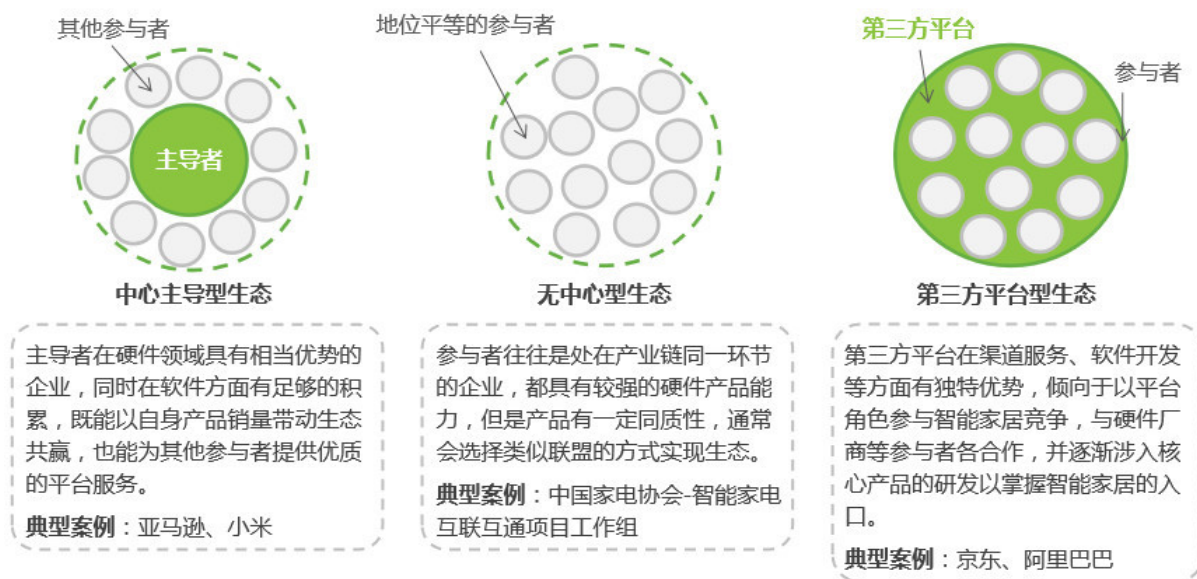 其他参与者
主导者
中心主导型生态
主导者在硬件领域具有相当优势的
企业，同时在软件方面有足够的积
累，既能以自身产品销量带动生态
共赢，也能为其他参与者提供优质
的平台服务。
典型案例：亚马逊、小米
地位平等的参与者
无中心型生态
参与者往往是处在产业链同一环节
的企业，都具有较强的硬件产品能
力，但是产品有一定同质性，通常
会选择类似联盟的方式实现生态。
典型案例：中国家电协会-智能家电
互联互通项目工作组
第三方平台
参与者
第三方平台型生态
第三方平台在渠道服务、软件开发
等方面有独特优势，倾向于以平台
角色参与智能家居竞争，与硬件厂
商等参与者各合作，并逐渐涉入核
心产品的研发以掌握智能家居的入
口。
典型案例：京东、阿里巴巴